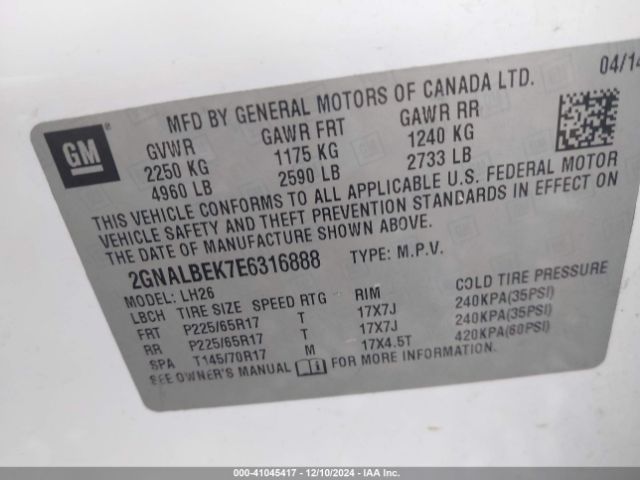 04/14
MFD BY GENERAL MOTORS OF CANADA LTD.
GM
GVWR GAWR FRT GAWR RR
2250 KG 1175 KG 1240 KG
4960 LB 2590 LB 2733 LB
THIS VEHICLE CONFORMS TO ALL APPLICABLE U.S. FEDERAL MOTOR
VEHICLE SAFETY AND THEFT PREVENTION STANDARDS IN EFFECT ON
THE DATE OF MANUFACTURE SHOWN ABOVE.
2GNALBEK7E6316888 TYPE: M.P.V.
MODEL: LH26
LBCH TIRE SIZE SPEED RTG RIM COLD TIRE PRESSURE
FRT P225/65R17 T 17X7J 240KPA(35PSI)
RR P225/65R17 T 17X7J 240KPA(35PSI)
SPA T145/70R17 M 17X4.5T 420KPA(60PSI)
SEE OWNER'S MANUAL FOR MORE INFORMATION.
000-41045417 - 12/10/2024 - IAA Inc.